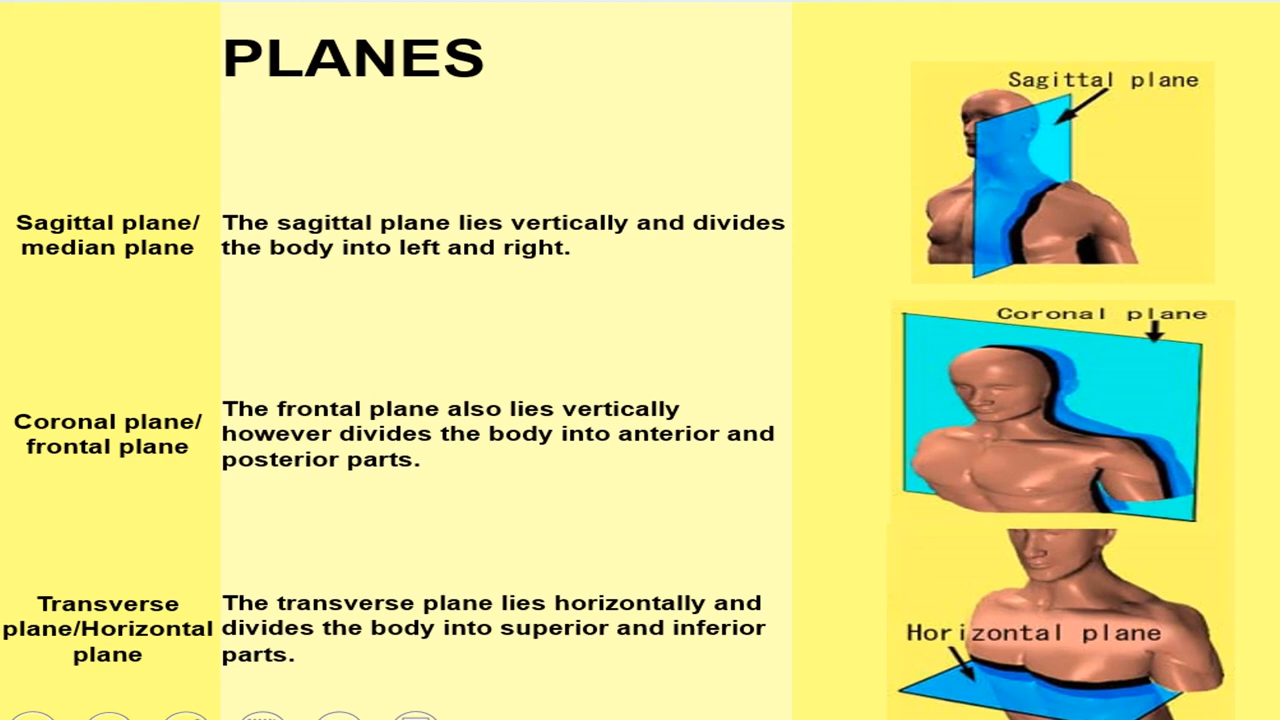 PLANES
Sagittal plane
Sagittal plane/
median plane
The sagittal plane lies vertically and divides
the body into left and right.
Coronal plane
Coronal plane/
frontal plane
The frontal plane also lies vertically
however divides the body into anterior and
posterior parts.
Transverse
plane/Horizontal
plane
The transverse plane lies horizontally and
divides the body into superior and inferior
parts.
Horizontal plane